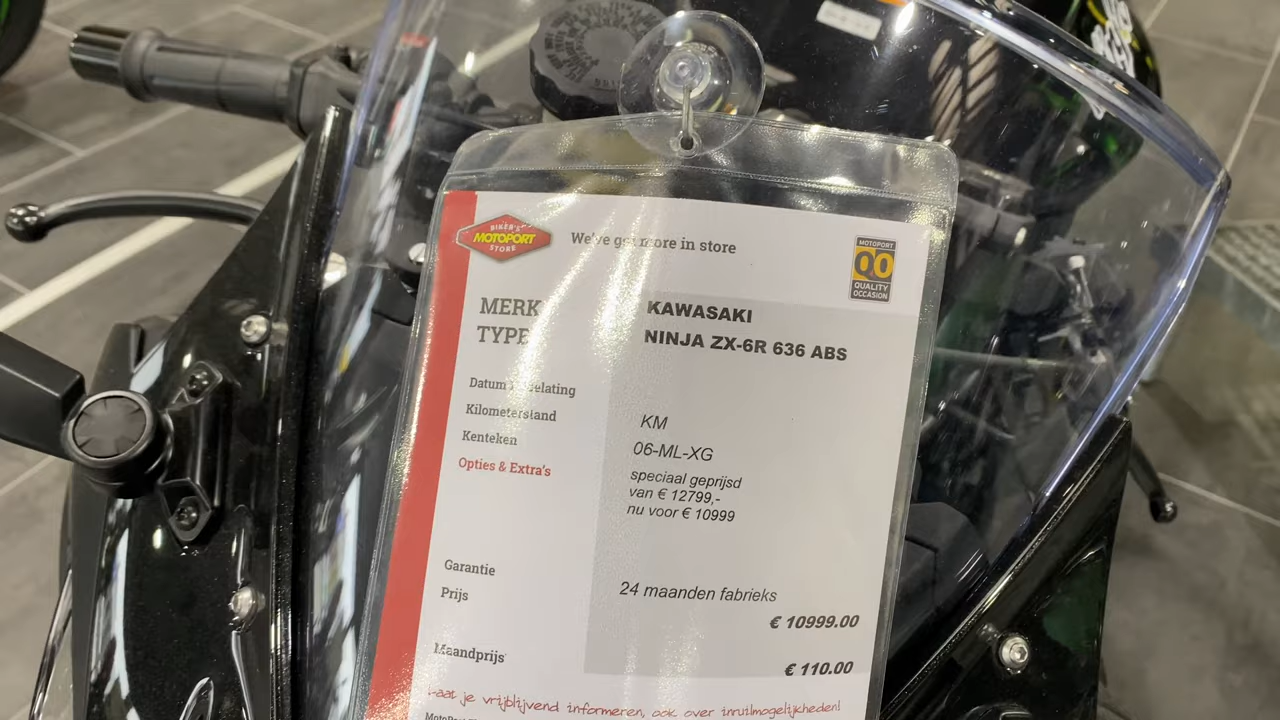 BIKER'S
MOTOPORT
STORE
We've got more in store
MOTOPORT
QO
QUALITY
OCCASION
MERK KAWASAKI
TYPE NINJA ZX-6R 636 ABS
Datum
Kilometerstand KM
Kenteken 06-ML-XG
Opties & Extra's speciaal geprijsd
van € 12799,-
nu voor € 10999
Garantie 24 maanden fabrieks
Prijs € 10999.00
Maandprijs € 110.00
Laat je vrijblijvend informeren, ook over inruilmogelijkheden!